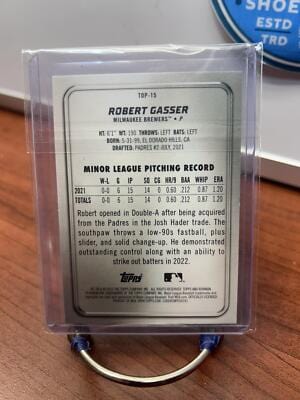 SHOE
ESTD
TRD
TOP-15
ROBERT GASSER
MILWAUKEE BREWERS™ • P
HT: 6'1" WT: 190 THROWS: LEFT BATS: LEFT
BORN: 5-31-99, EL DORADO HILLS, CA
DRAFTED: PADRES #2-JULY, 2021
MINOR LEAGUE PITCHING RECORD
W-L G IP SO CG HR/9 BAA WHIP ERA
2021 0-0 6 15 14 0 0.60 .212 0.87 1.20
TOTALS 0-0 6 15 14 0 0.60 .212 0.87 1.20
Robert opened in Double-A after being acquired
from the Padres in the Josh Hader trade. The
southpaw throws a low-90s fastball, plus
slider, and solid change-up. He demonstrated
outstanding control along with an ability to
strike out batters in 2022.
Topps